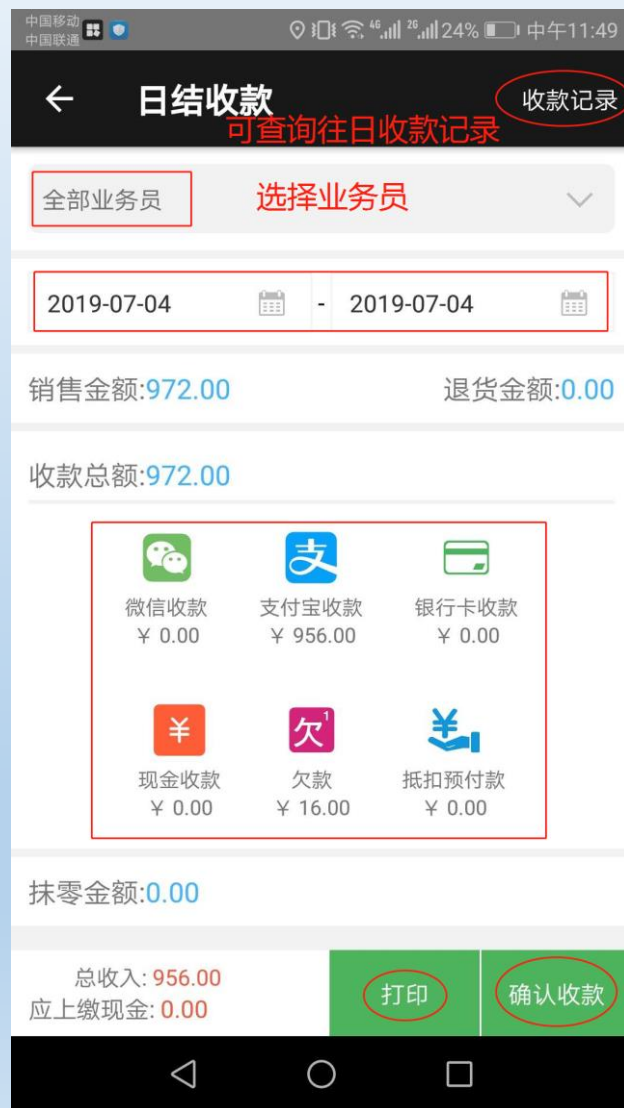 中国移动
中国联通
4G 2G 24% 中午11:49
日结收款
收款记录
可查询往日收款记录
全部业务员
选择业务员
2019-07-04 - 2019-07-04
销售金额:972.00 退货金额:0.00
收款总额:972.00
支
微信收款 支付宝收款 银行卡收款
¥ 0.00 ¥ 956.00 ¥ 0.00
¥ 欠1 ¥
现金收款 欠款 抵扣预付款
¥ 0.00 ¥ 16.00 ¥ 0.00
抹零金额:0.00
总收入: 956.00
应上缴现金: 0.00
打印
确认收款